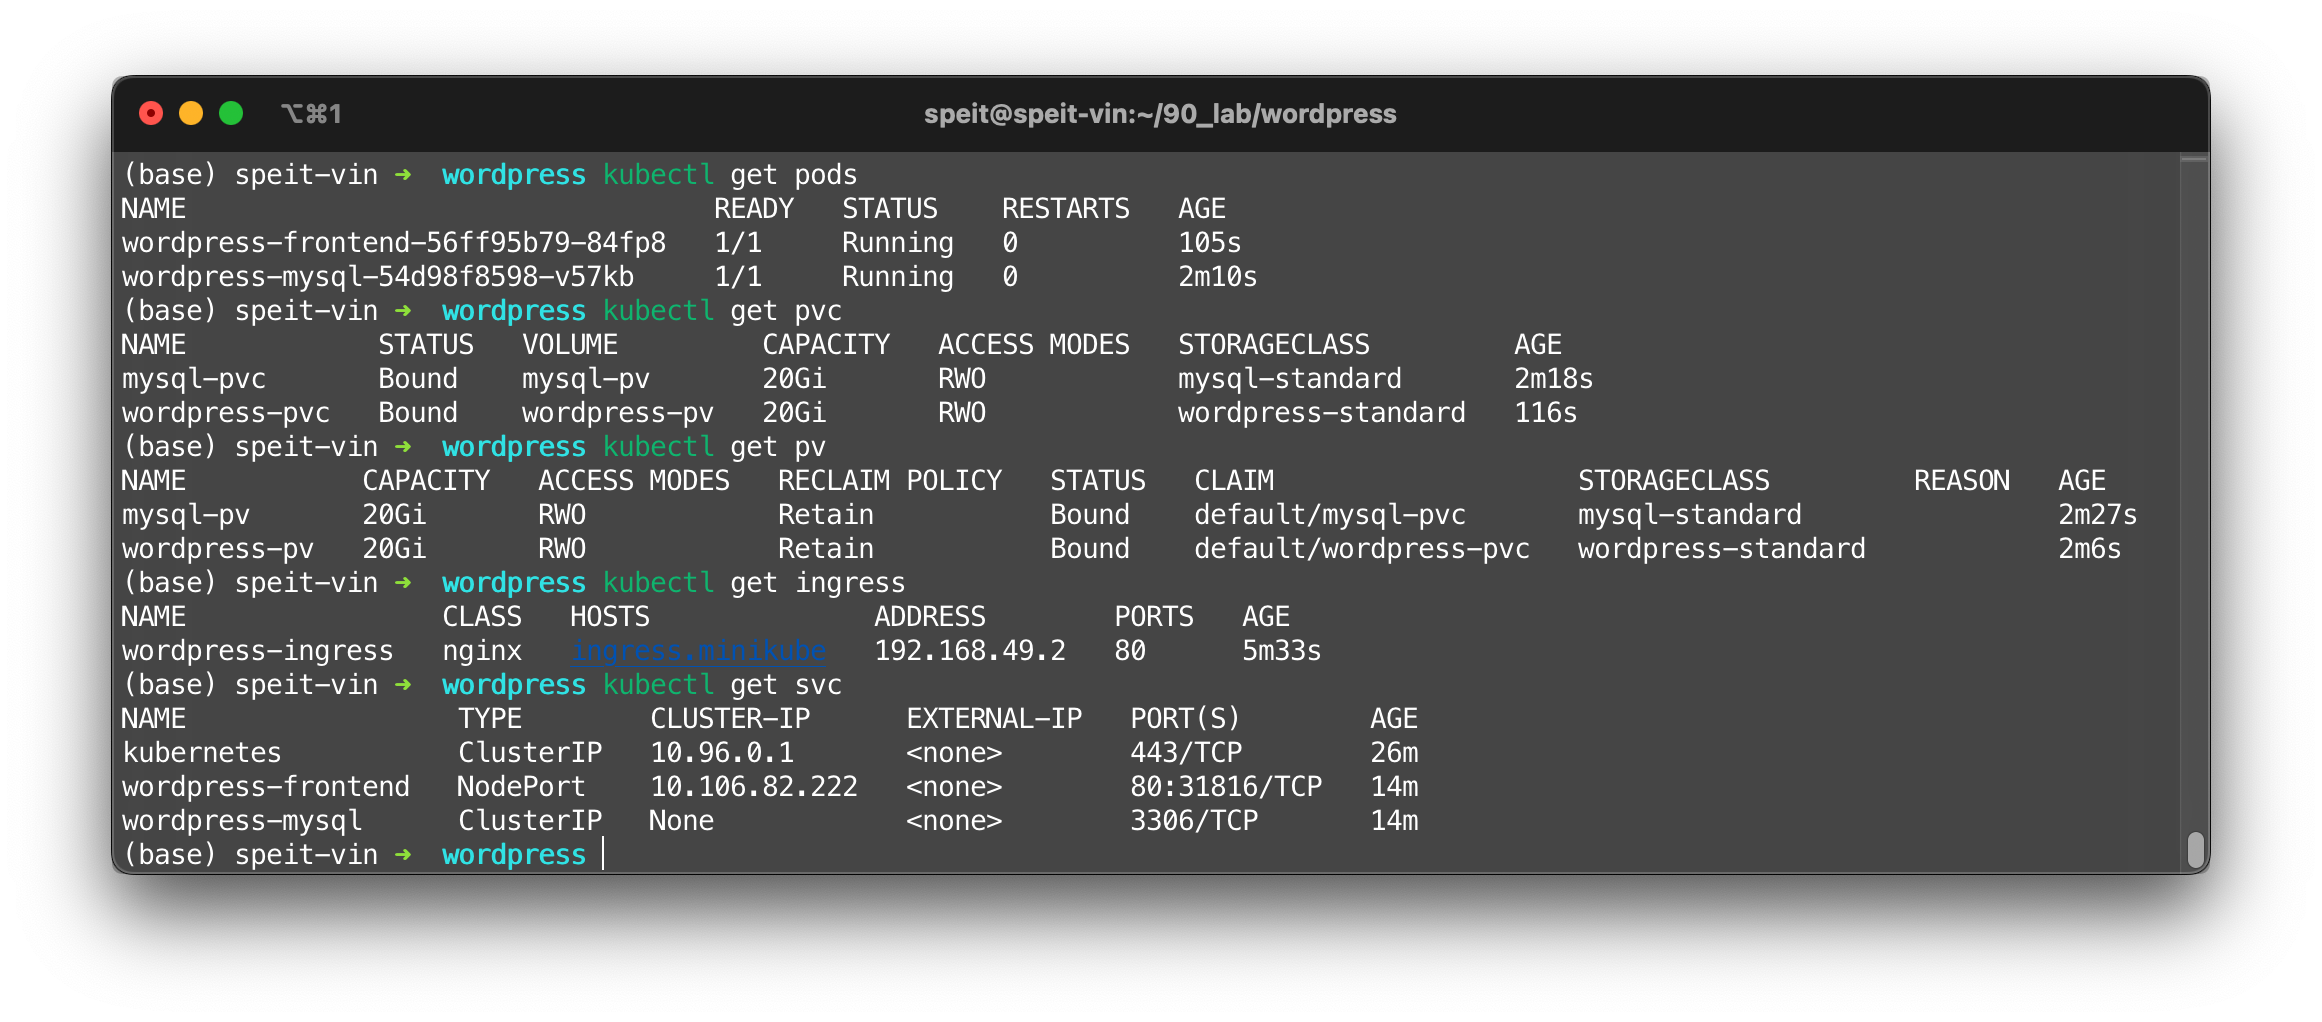 ⌥⌘1
speit@speit-vin:~/90_lab/wordpress
(base) speit-vin ➜  wordpress kubectl get pods
NAME                                 READY   STATUS    RESTARTS   AGE
wordpress-frontend-56ff95b79-84fp8   1/1     Running   0          105s
wordpress-mysql-54d98f8598-v57kb     1/1     Running   0          2m10s
(base) speit-vin ➜  wordpress kubectl get pvc
NAME            STATUS   VOLUME         CAPACITY   ACCESS MODES   STORAGECLASS         AGE
mysql-pvc       Bound    mysql-pv       20Gi       RWO            mysql-standard       2m18s
wordpress-pvc   Bound    wordpress-pv   20Gi       RWO            wordpress-standard   116s
(base) speit-vin ➜  wordpress kubectl get pv
NAME           CAPACITY   ACCESS MODES   RECLAIM POLICY   STATUS   CLAIM                   STORAGECLASS         REASON   AGE
mysql-pv       20Gi       RWO            Retain           Bound    default/mysql-pvc       mysql-standard                2m27s
wordpress-pv   20Gi       RWO            Retain           Bound    default/wordpress-pvc   wordpress-standard            2m6s
(base) speit-vin ➜  wordpress kubectl get ingress
NAME                CLASS   HOSTS              ADDRESS        PORTS   AGE
wordpress-ingress   nginx   ingress.minikube   192.168.49.2   80      5m33s
(base) speit-vin ➜  wordpress kubectl get svc
NAME                 TYPE        CLUSTER-IP      EXTERNAL-IP   PORT(S)        AGE
kubernetes           ClusterIP   10.96.0.1       <none>        443/TCP        26m
wordpress-frontend   NodePort    10.106.82.222   <none>        80:31816/TCP   14m
wordpress-mysql      ClusterIP   None            <none>        3306/TCP       14m
(base) speit-vin ➜  wordpress